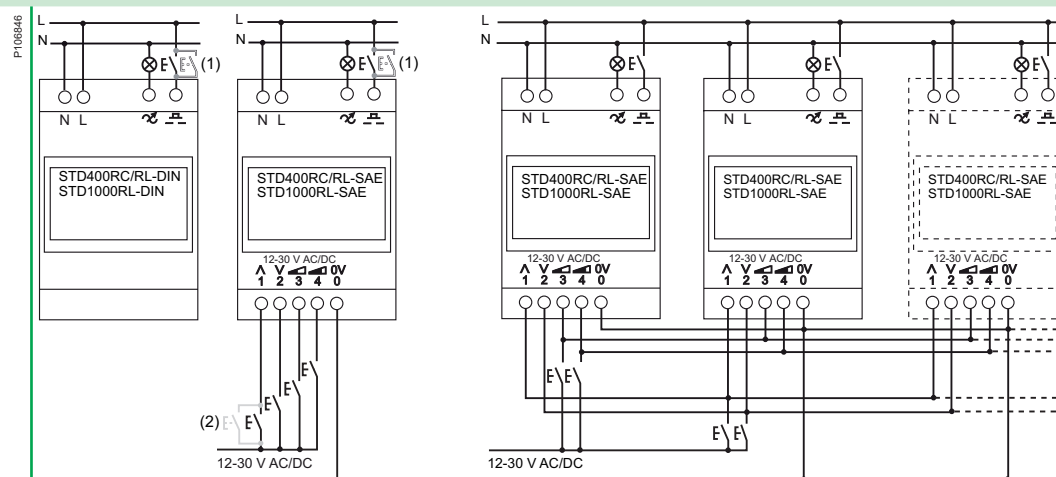 P106846
L
N
(1)
N L
STD400RC/RL-DIN
STD1000RL-DIN
L
N
(1)
N L
STD400RC/RL-SAE
STD1000RL-SAE
12-30 V AC/DC
0V
1 2 3 4 0
(2)
12-30 V AC/DC
L
N
N L
STD400RC/RL-SAE
STD1000RL-SAE
12-30 V AC/DC
0V
1 2 3 4 0
N L
STD400RC/RL-SAE
STD1000RL-SAE
12-30 V AC/DC
0V
1 2 3 4 0
N L
STD400RC/RL-SAE
STD1000RL-SAE
12-30 V AC/DC
0V
1 2 3 4 0
12-30 V AC/DC